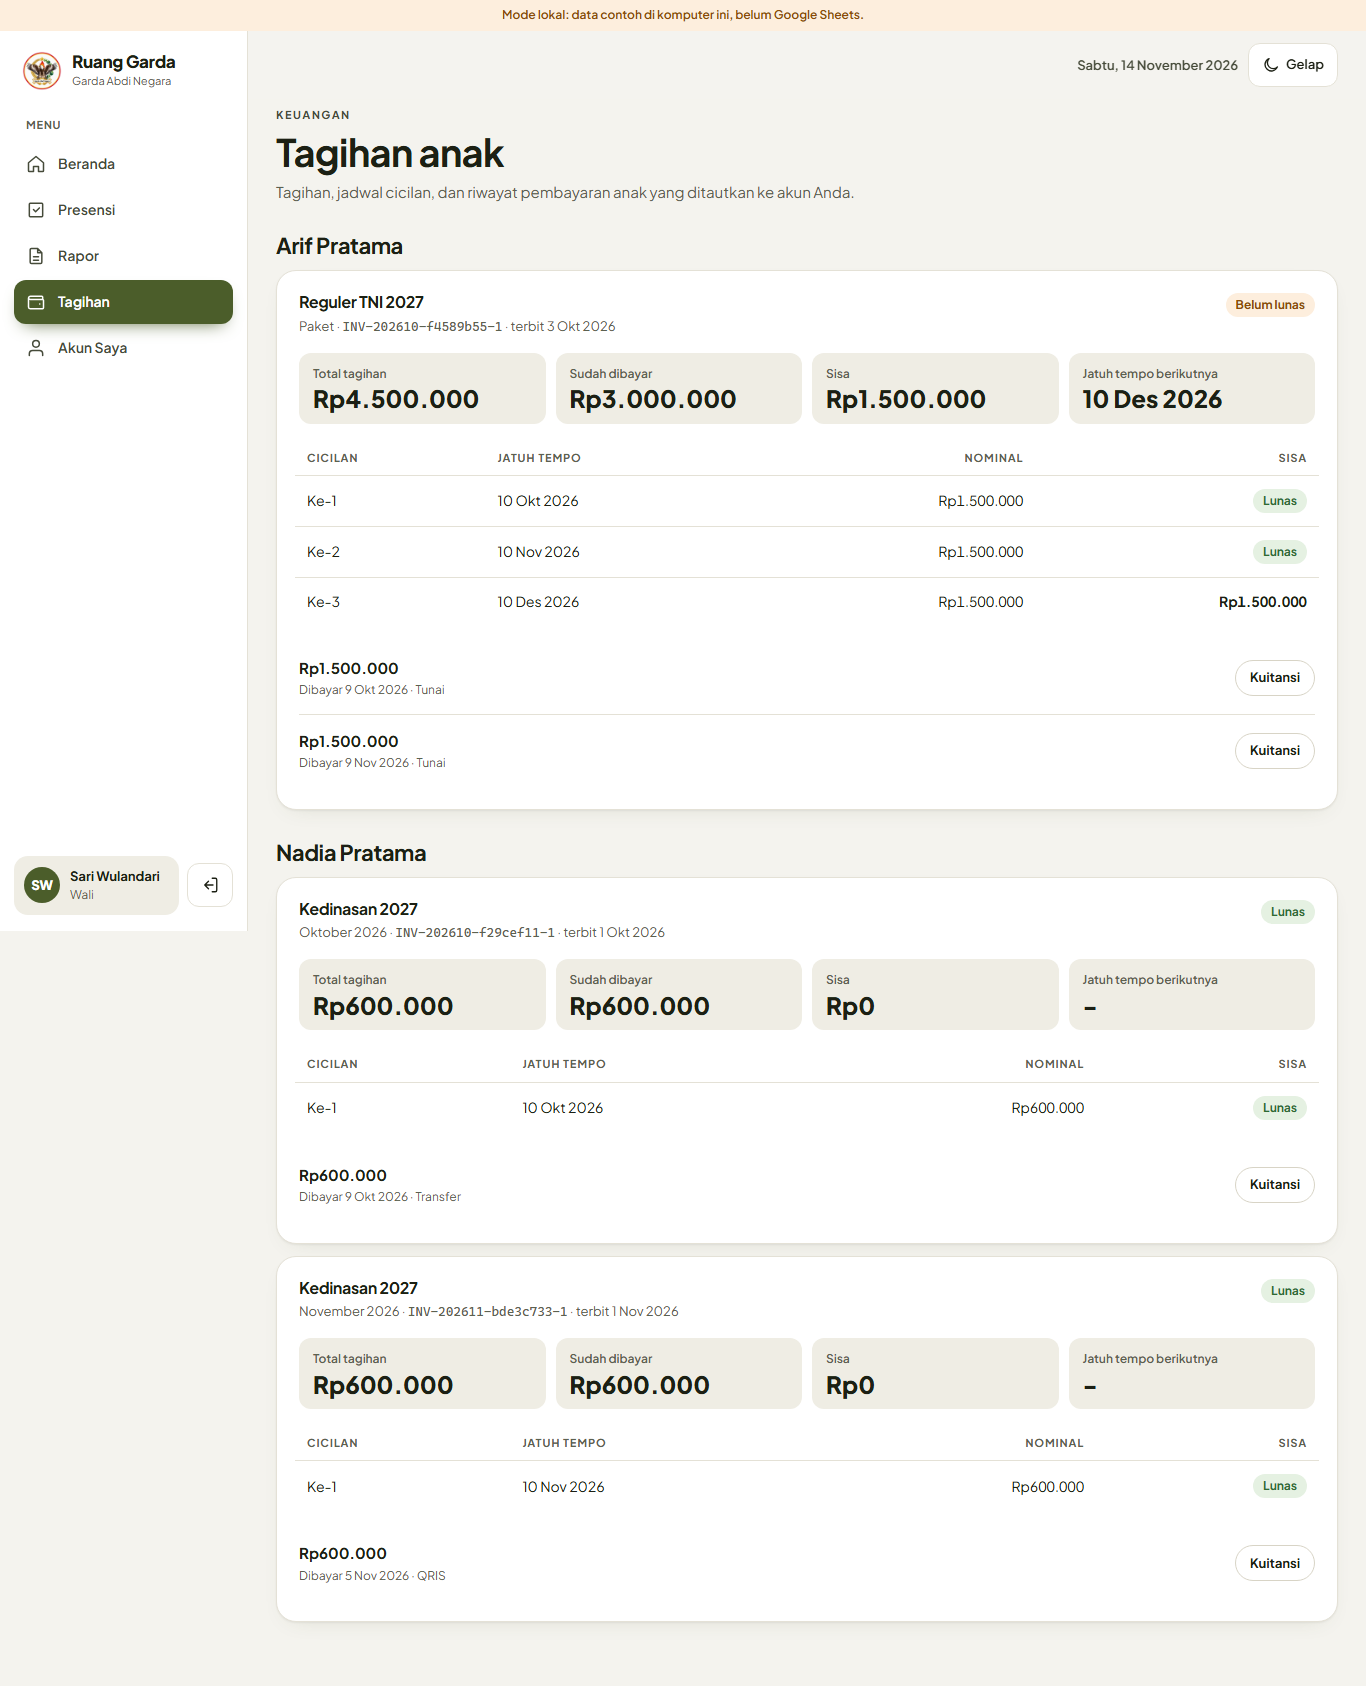 Mode lokal: data contoh di komputer ini, belum Google Sheets.
Ruang Garda
Garda Abdi Negara
MENU
Beranda
Presensi
Rapor
Tagihan
Akun Saya
SW
Sari Wulandari
Wali
Sabtu, 14 November 2026
Gelap
KEUANGAN
Tagihan anak
Tagihan, jadwal cicilan, dan riwayat pembayaran anak yang ditautkan ke akun Anda.
Arif Pratama
Reguler TNI 2027
Belum lunas
Paket · INV-202610-f4589b55-1 · terbit 3 Okt 2026
Total tagihan
Rp4.500.000
Sudah dibayar
Rp3.000.000
Sisa
Rp1.500.000
Jatuh tempo berikutnya
10 Des 2026
CICILAN JATUH TEMPO NOMINAL SISA
Ke-1 10 Okt 2026 Rp1.500.000 Lunas
Ke-2 10 Nov 2026 Rp1.500.000 Lunas
Ke-3 10 Des 2026 Rp1.500.000 Rp1.500.000
Rp1.500.000
Dibayar 9 Okt 2026 · Tunai
Kuitansi
Rp1.500.000
Dibayar 9 Nov 2026 · Tunai
Kuitansi
Nadia Pratama
Kedinasan 2027
Lunas
Oktober 2026 · INV-202610-f29cef11-1 · terbit 1 Okt 2026
Total tagihan
Rp600.000
Sudah dibayar
Rp600.000
Sisa
Rp0
Jatuh tempo berikutnya
–
CICILAN JATUH TEMPO NOMINAL SISA
Ke-1 10 Okt 2026 Rp600.000 Lunas
Rp600.000
Dibayar 9 Okt 2026 · Transfer
Kuitansi
Kedinasan 2027
Lunas
November 2026 · INV-202611-bde3c733-1 · terbit 1 Nov 2026
Total tagihan
Rp600.000
Sudah dibayar
Rp600.000
Sisa
Rp0
Jatuh tempo berikutnya
–
CICILAN JATUH TEMPO NOMINAL SISA
Ke-1 10 Nov 2026 Rp600.000 Lunas
Rp600.000
Dibayar 5 Nov 2026 · QRIS
Kuitansi